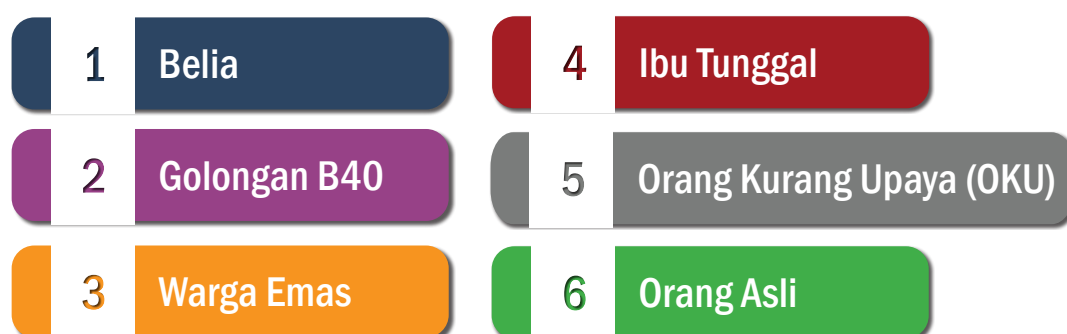 1 Belia
2 Golongan B40
3 Warga Emas
4 Ibu Tunggal
5 Orang Kurang Upaya (OKU)
6 Orang Asli